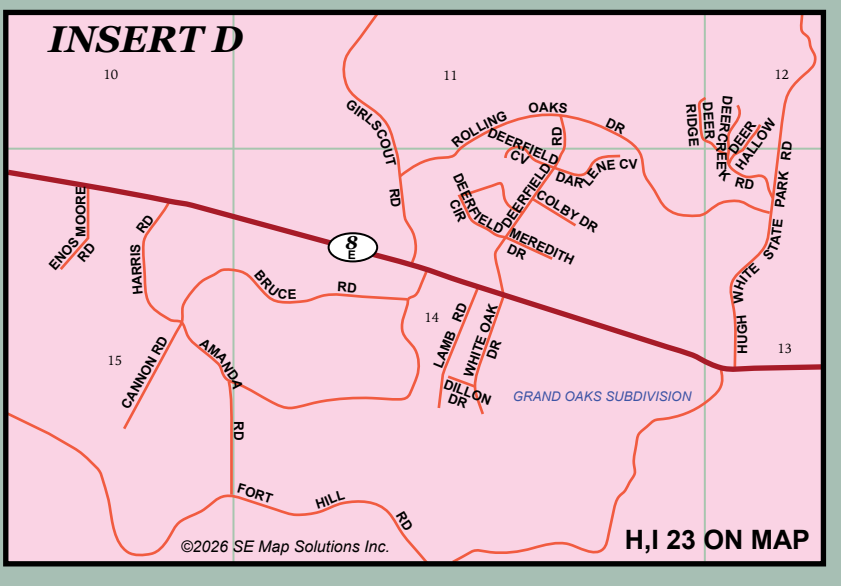 INSERT D
10
11
12
GIRLSCOUT RD
ROLLING OAKS DR
DEERFIELD CV
DEERFIELD RD
DARLENE CV
DEERFIELD CIR
COLBY DR
MEREDITH DR
DEER RIDGE
DEERCREEK RD
DEER HALLOW
HUGH WHITE STATE PARK RD
ENOS MOORE RD
HARRIS RD
8
E
BRUCE RD
14
13
15
LAMB RD
WHITE OAK DR
DILLON DR
CANNON RD
AMANDA RD
GRAND OAKS SUBDIVISION
FORT HILL RD
©2026 SE Map Solutions Inc.
H,I 23 ON MAP